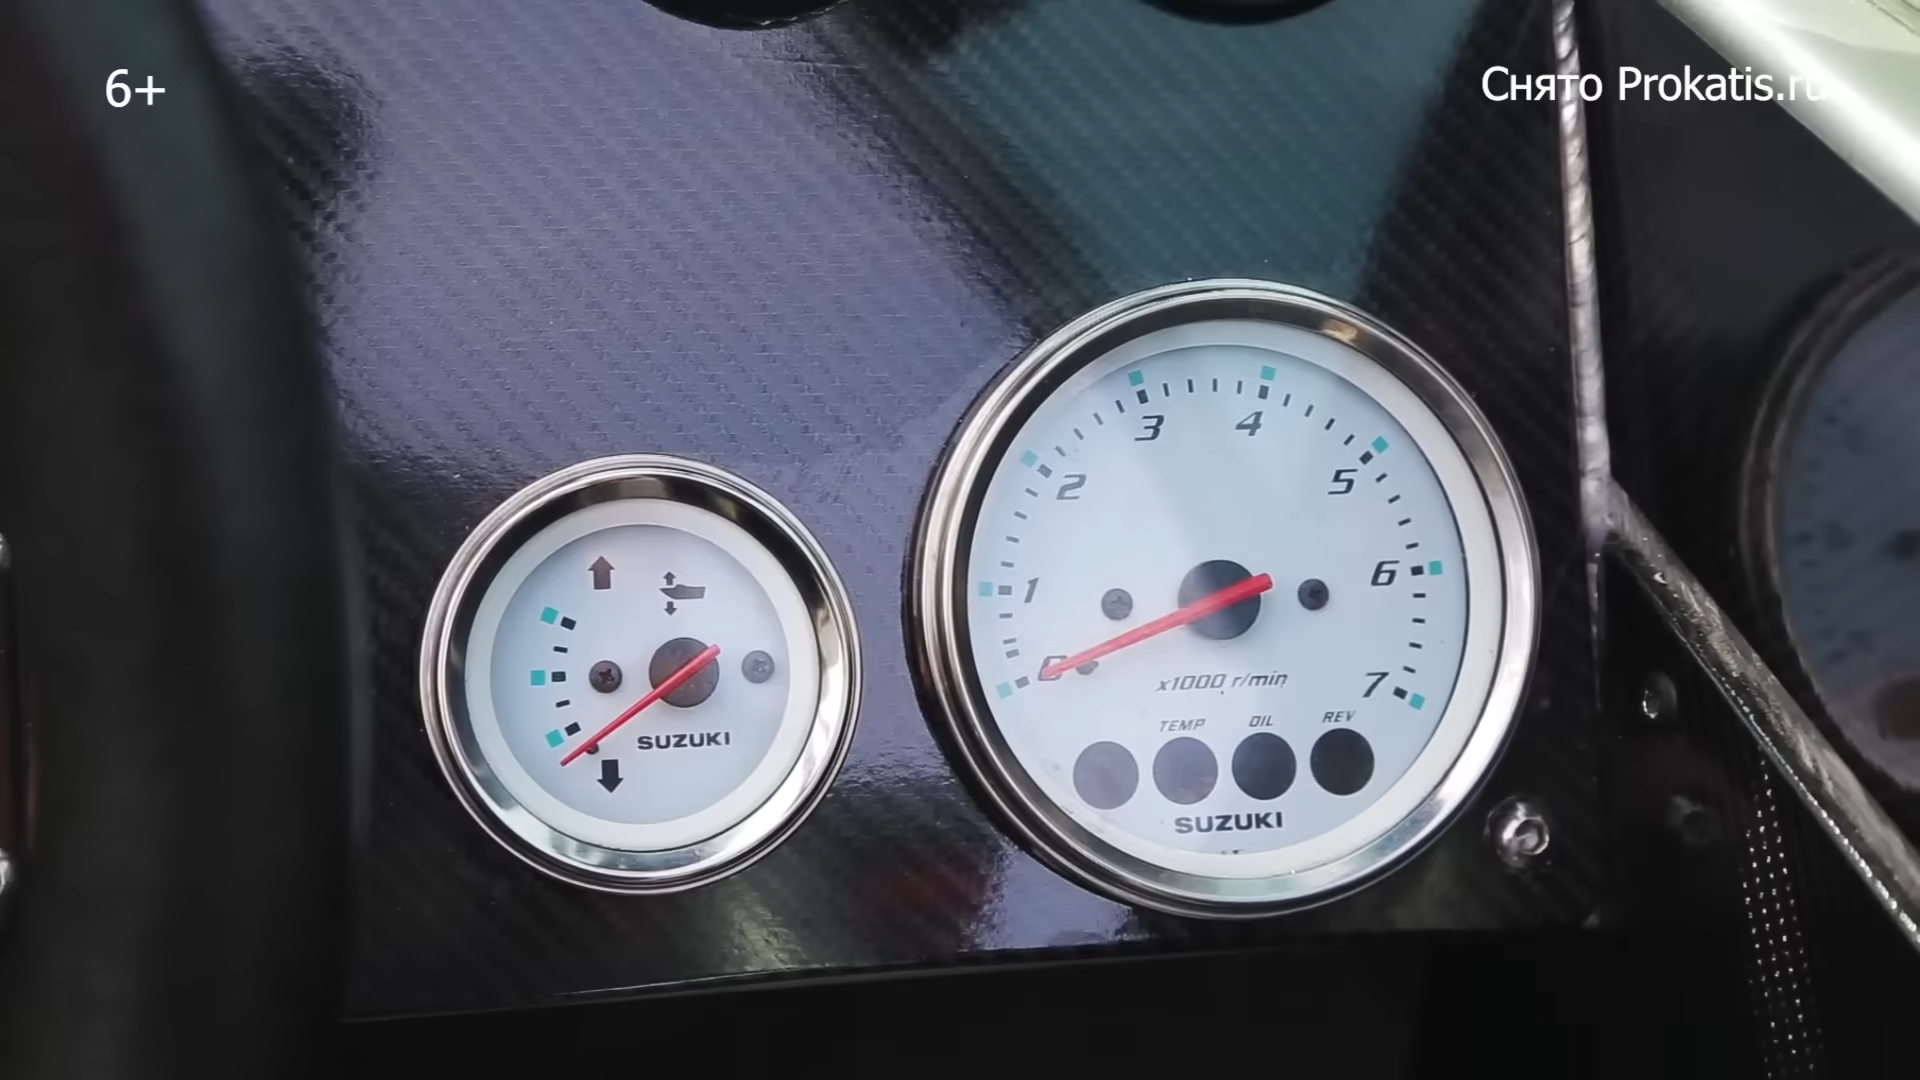 6+
Снято Prokatis.ru
3 4
2 5
1 6
0 7
x1000 r/min
TEMP OIL REV
SUZUKI
SUZUKI